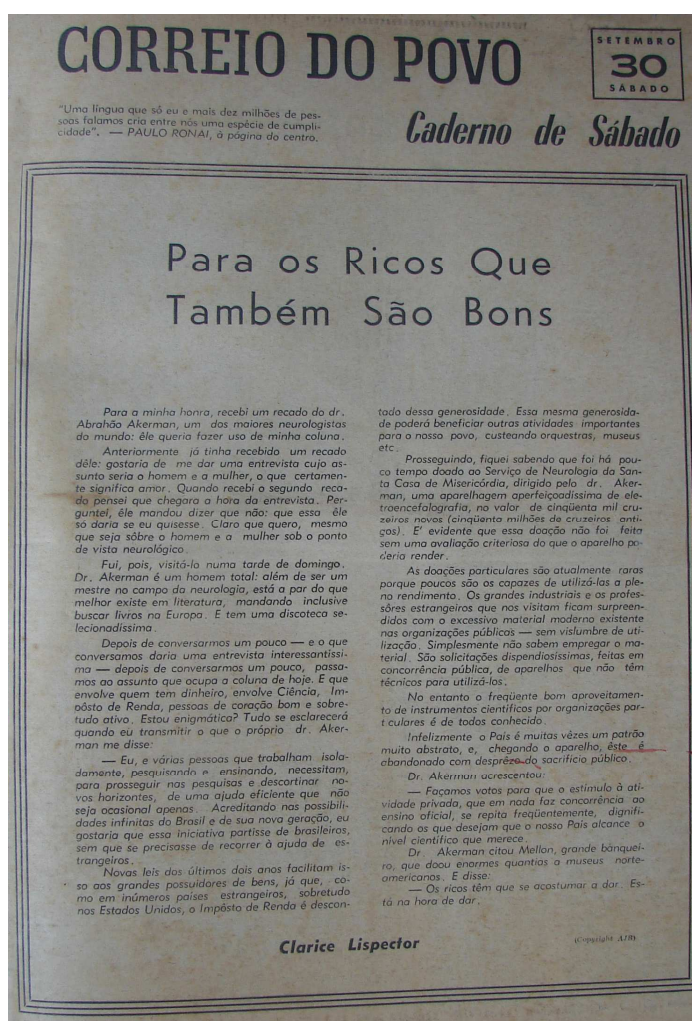 CORREIO DO POVO
SETEMBRO
30
SÁBADO
"Uma língua que só eu e mais dez milhões de pes-
soas falamos cria entre nós uma espécie de cumpli-
cidade". — PAULO RONAI, à página do centro.
Caderno de Sábado
Para os Ricos Que
Também São Bons
Para a minha honra, recebi um recado do dr.
Abrahão Akerman, um dos maiores neurologistas
do mundo: êle queria fazer uso de minha coluna.
Anteriormente já tinha recebido um recado
dêle: gostaria de me dar uma entrevista cujo as-
sunto seria o homem e a mulher, o que certamen-
te significa amor. Quando recebi o segundo reca-
do pensei que chegara a hora da entrevista. Per-
guntei, êle mandou dizer que não: que essa êle
só daria se eu quisesse. Claro que quero, mesmo
que seja sôbre o homem e a mulher sob o ponto
de vista neurológico.
Fui, pois, visitá-lo numa tarde de domingo.
Dr. Akerman é um homem total: além de ser um
mestre no campo da neurologia, está a par do que
melhor existe em literatura, mandando inclusive
buscar livros na Europa. E tem uma discoteca se-
lecionadíssima.
Depois de conversarmos um pouco — e o que
conversamos daria uma entrevista interessantíssi-
ma — depois de conversarmos um pouco, passa-
mos ao assunto que ocupa a coluna de hoje. E que
envolve quem tem dinheiro, envolve Ciência, Im-
pôsto de Renda, pessoas de coração bom e sobre-
tudo ativo. Estou enigmática? Tudo se esclarecerá
quando eu transmitir o que o próprio dr. Aker-
man me disse:
— Eu, e várias pessoas que trabalham isola-
damente, pesquisando e ensinando, necessitam,
para prosseguir nas pesquisas e descortinar no-
vos horizontes, de uma ajuda eficiente que não
seja ocasional apenas. Acreditando nas possibili-
dades infinitas do Brasil e de sua nova geração, eu
gostaria que essa iniciativa partisse de brasileiros,
sem que se precisasse de recorrer à ajuda de es-
trangeiros.
Novas leis dos últimos dois anos facilitam is-
so aos grandes possuidores de bens, já que, co-
mo em inúmeros países estrangeiros, sobretudo
nos Estados Unidos, o Impôsto de Renda é descon-
tado dessa generosidade. Essa mesma generosida-
de poderá beneficiar outras atividades importantes
para o nosso povo, custeando orquestras, museus
etc.
Prosseguindo, fiquei sabendo que foi há pou-
co tempo doado ao Serviço de Neurologia da San-
ta Casa de Misericórdia, dirigido pelo dr. Aker-
man, uma aparelhagem aperfeiçoadíssima de ele-
troencefalografia, no valor de cinqüenta mil cru-
zeiros novos (cinqüenta milhões de cruzeiros anti-
gos). E' evidente que essa doação não foi feita
sem uma avaliação criteriosa do que o aparelho po-
deria render.
As doações particulares são atualmente raras
porque poucos são os capazes de utilizá-las a ple-
no rendimento. Os grandes industriais e os profes-
sôres estrangeiros que nos visitam ficam surpreen-
didos com o excessivo material moderno existente
nas organizações públicas — sem vislumbre de uti-
lização. Simplesmente não sabem empregar o ma-
terial. São solicitações dispendiosíssimas, feitas em
concorrência pública, de aparelhos que não têm
técnicos para utilizá-los.
No entanto o freqüente bom aproveitamen-
to de instrumentos científicos por organizações par-
t culares é de todos conhecido.
Infelizmente o País é muitas vêzes um patrão
muito abstrato, e, chegando o aparelho, êste é
abandonado com desprêzo do sacrifício público.
Dr. Akerman acrescentou:
— Façamos votos para que o estímulo à ati-
vidade privada, que em nada faz concorrência ao
ensino oficial, se repita freqüentemente, dignifi-
cando os que desejam que o nosso País alcance o
nível científico que merece.
Dr. Akerman citou Mellon, grande banquei-
ro, que doou enormes quantias a museus norte-
americanos. E disse:
— Os ricos têm que se acostumar a dar. Es-
tá na hora de dar.
Clarice Lispector
(Copyright AJB)